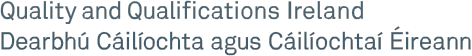 Quality and Qualifications Ireland
Dearbhú Cáilíochta agus Cáilíochtaí Éireann